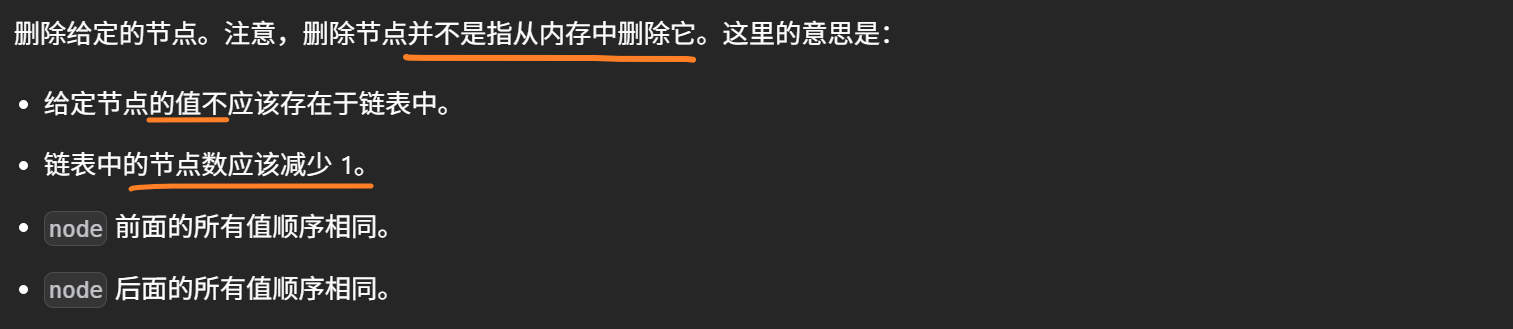 删除给定的节点。注意，删除节点并不是指从内存中删除它。这里的意思是：
• 给定节点的值不应该存在于链表中。
• 链表中的节点数应该减少 1。
• node 前面的所有值顺序相同。
• node 后面的所有值顺序相同。